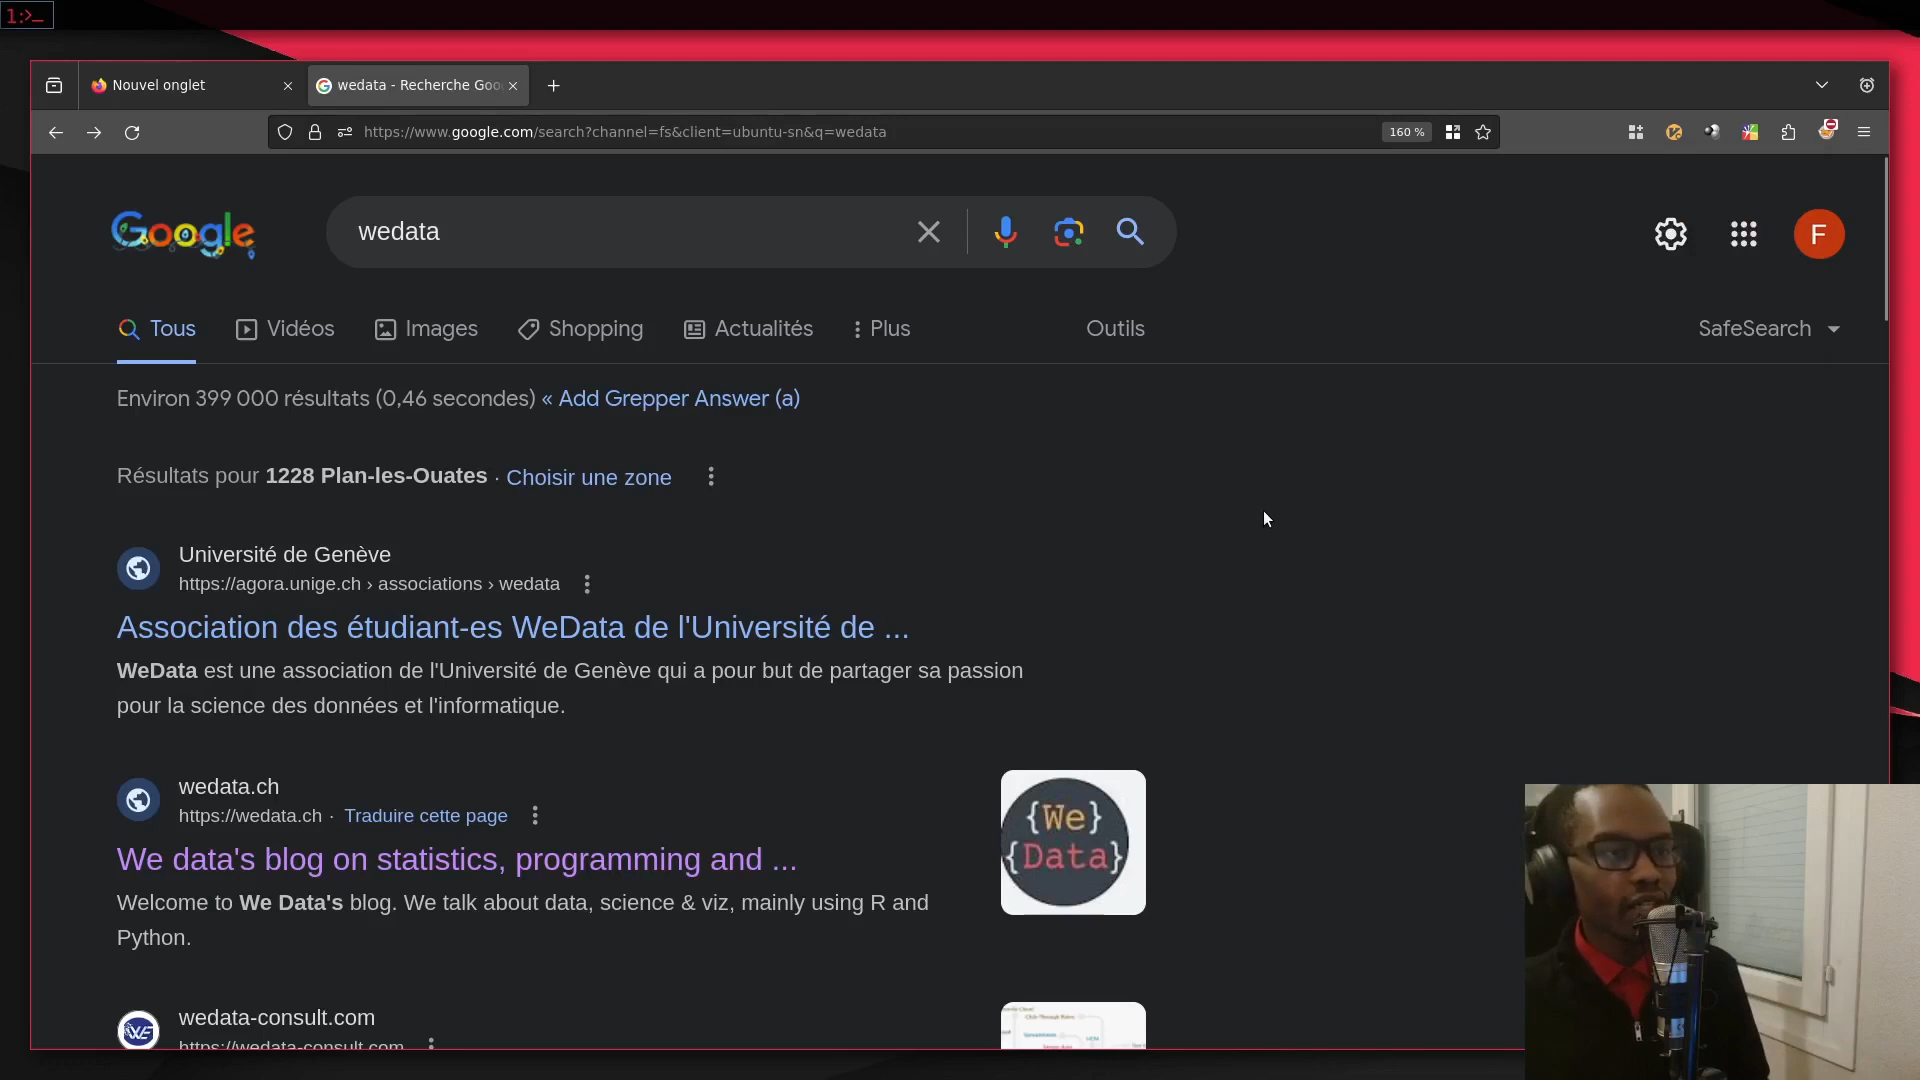 1:>_
Nouvel onglet
wedata - Recherche Goo
https://www.google.com/search?channel=fs&client=ubuntu-sn&q=wedata
160 %
Google
wedata
F
Tous
Vidéos
Images
Shopping
Actualités
Plus
Outils
SafeSearch
Environ 399 000 résultats (0,46 secondes) « Add Grepper Answer (a)
Résultats pour 1228 Plan-les-Ouates · Choisir une zone
Université de Genève
https://agora.unige.ch › associations › wedata
Association des étudiant-es WeData de l'Université de ...
WeData est une association de l'Université de Genève qui a pour but de partager sa passion
pour la science des données et l'informatique.
wedata.ch
https://wedata.ch · Traduire cette page
We data's blog on statistics, programming and ...
Welcome to We Data's blog. We talk about data, science & viz, mainly using R and
Python.
{We}
{Data}
wedata-consult.com
https://wedata-consult.com